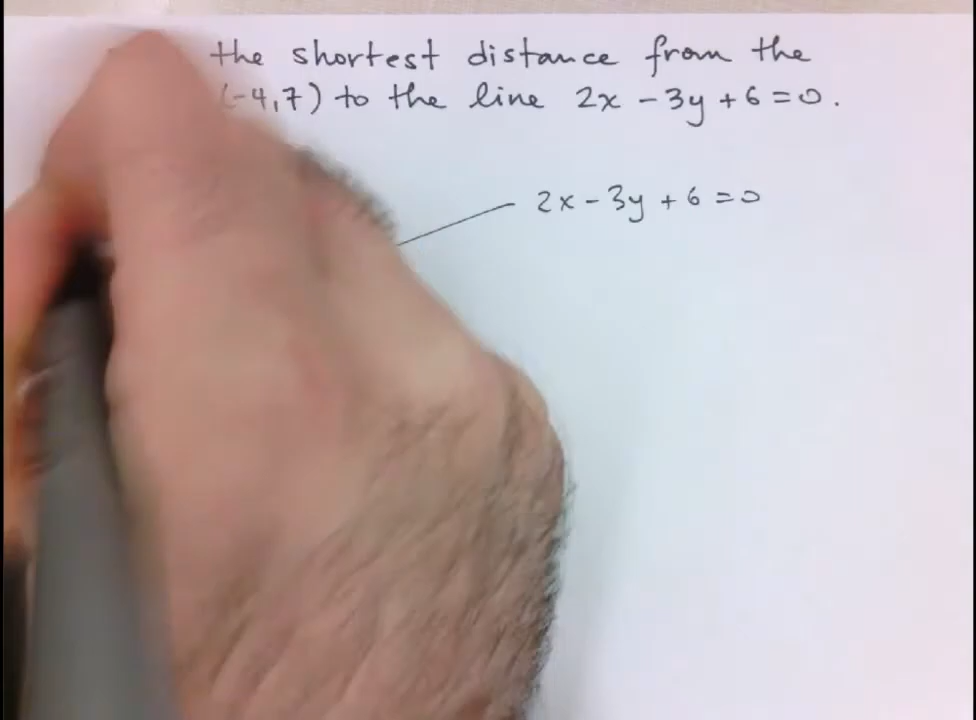 the shortest distance from the
(-4,7) to the line 2x - 3y + 6 = 0.
2x - 3y + 6 = 0